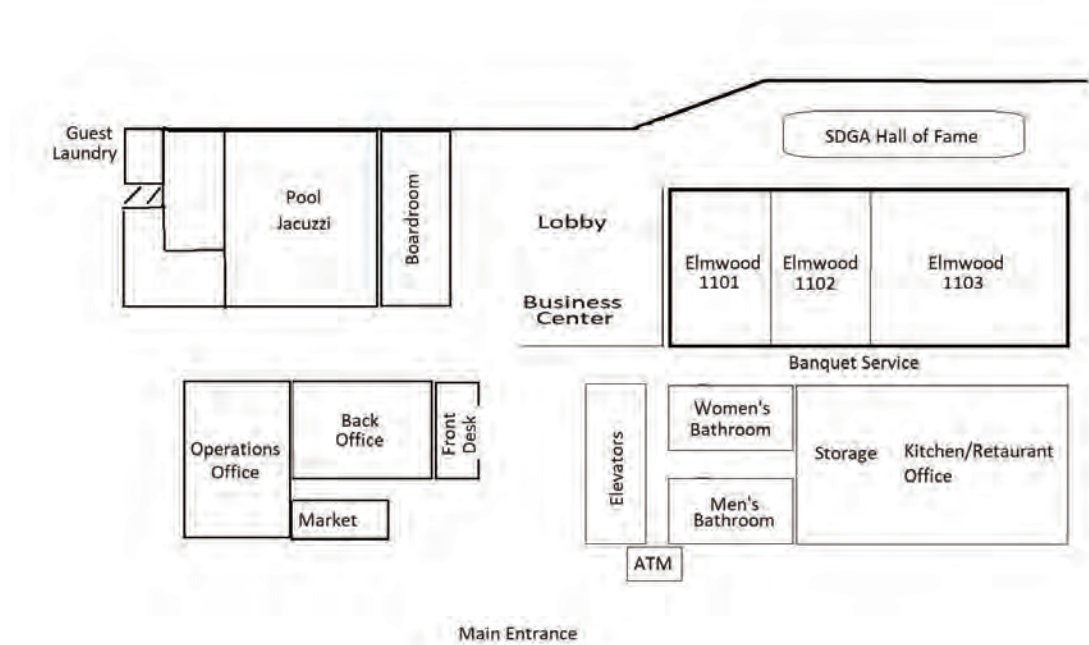 SDGA Hall of Fame
Guest
Laundry
Pool
Jacuzzi
Boardroom
Lobby
Business
Center
Elmwood
1101
Elmwood
1102
Elmwood
1103
Banquet Service
Operations
Office
Back
Office
Front
Desk
Market
Elevators
Women's
Bathroom
Men's
Bathroom
Storage
Kitchen/Retaurant
Office
ATM
Main Entrance